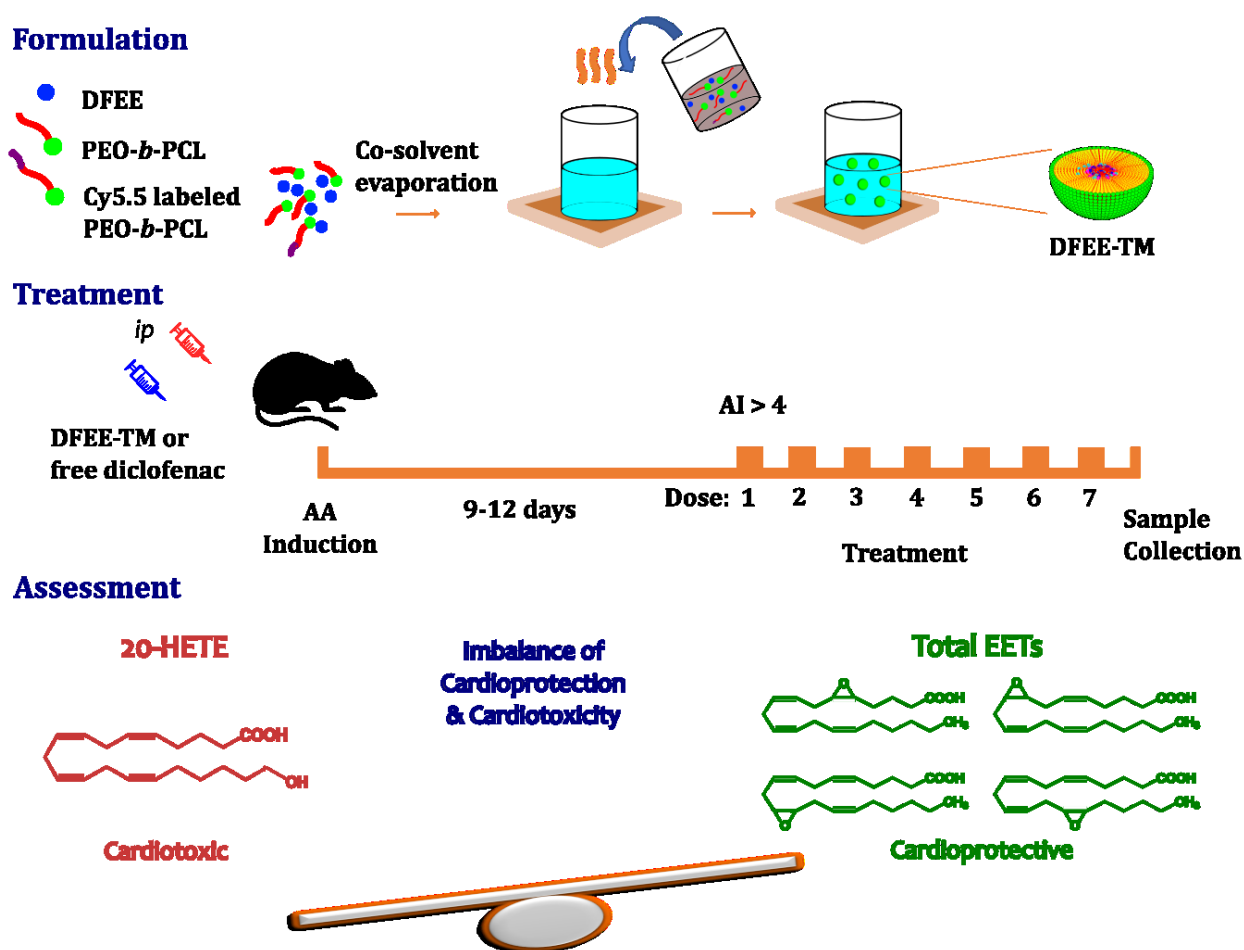 Formulation
DFEE
PEO-b-PCL
Cy5.5 labeled
PEO-b-PCL
Co-solvent
evaporation
DFEE-TM
Treatment
ip
DFEE-TM or
free diclofenac
AI > 4
Dose: 1 2 3 4 5 6 7
AA
Induction
9-12 days
Treatment
Sample
Collection
Assessment
20-HETE
COOH
OH
Cardiotoxic
Imbalance of
Cardioprotection
& Cardiotoxicity
Total EETs
O
COOH
CH₃
O
COOH
CH₃
COOH
CH₃
O
COOH
CH₃
O
Cardioprotective